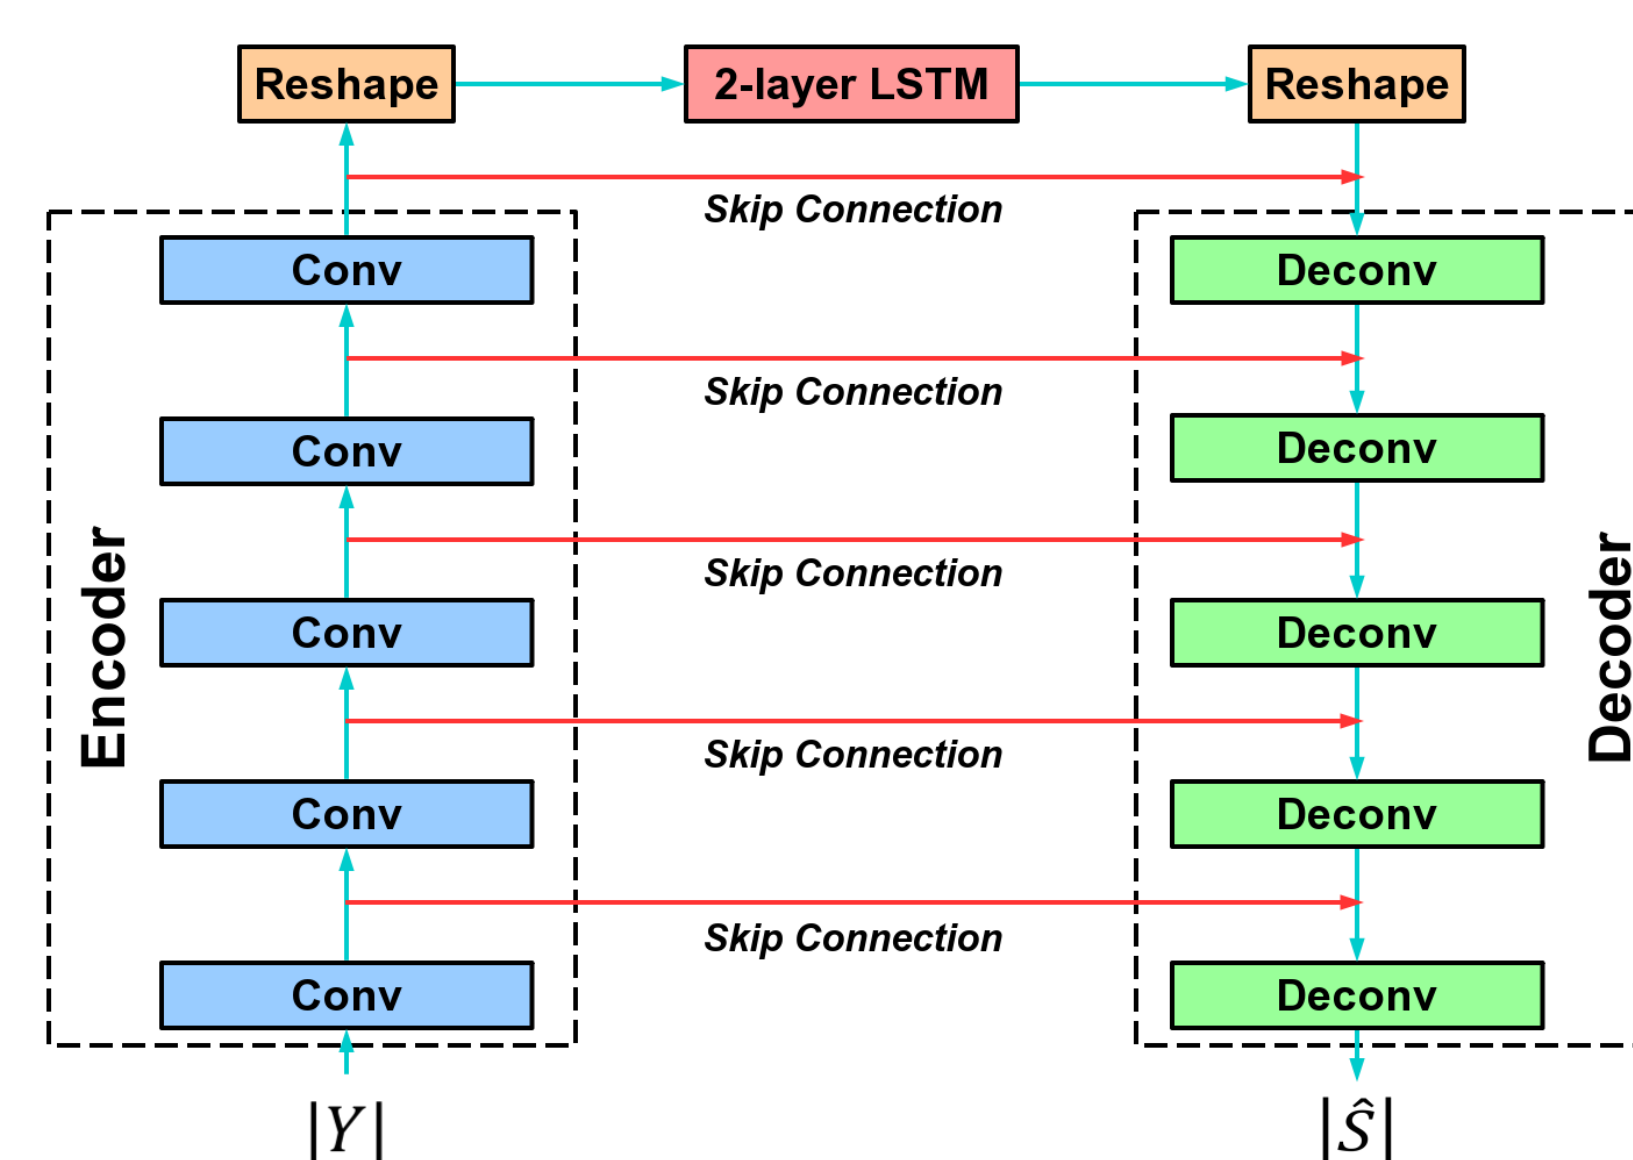 Reshape
2-layer LSTM
Reshape
Skip Connection
Conv
Deconv
Skip Connection
Conv
Deconv
Skip Connection
Encoder
Conv
Deconv
Decoder
Skip Connection
Conv
Deconv
Skip Connection
Conv
Deconv
|Y|
|Ŝ|